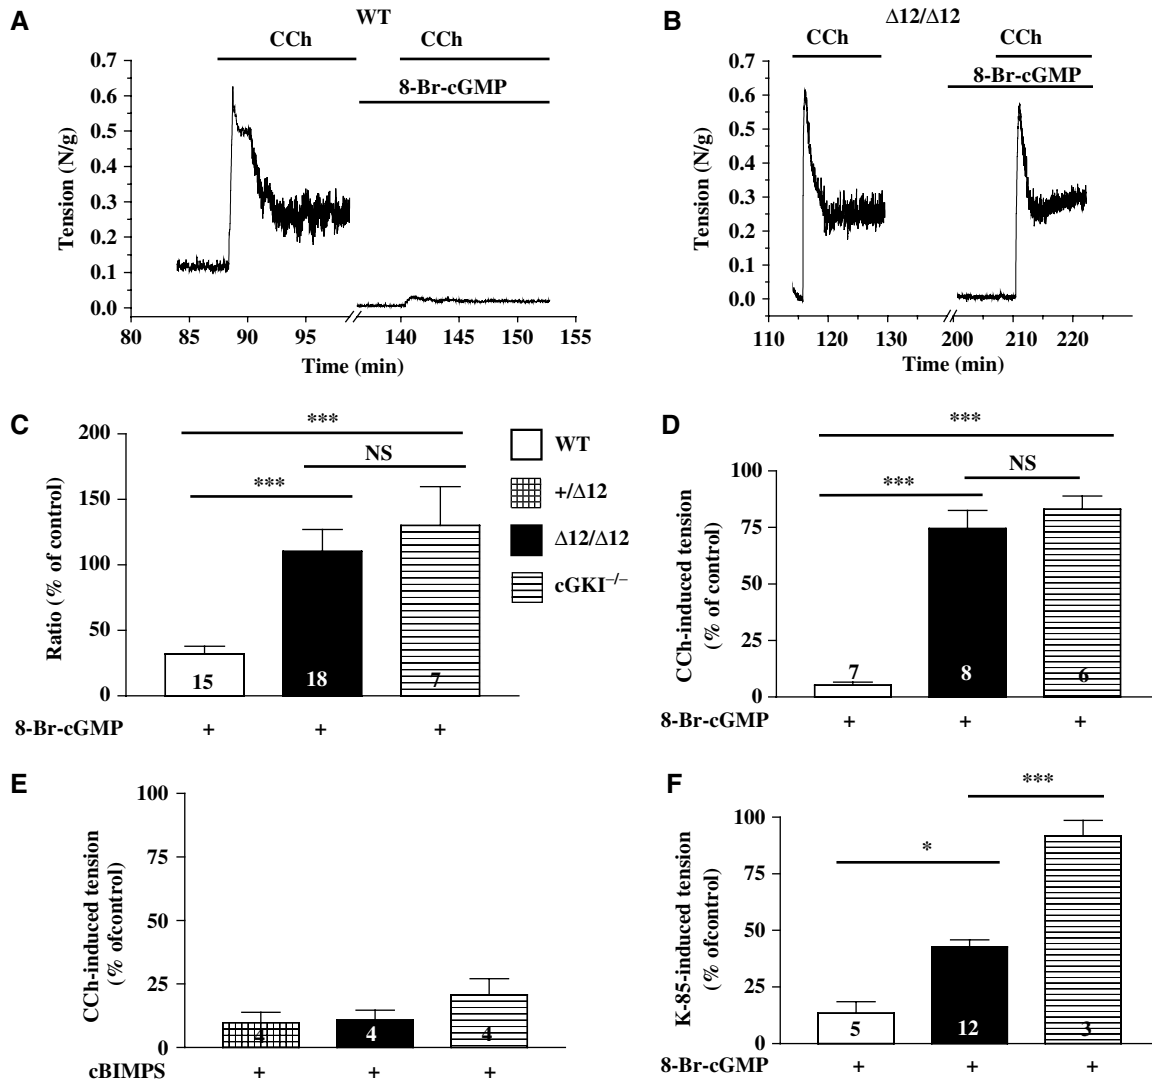 A
WT
CCh
CCh
8-Br-cGMP
Tension (N/g)
0.7
0.6
0.5
0.4
0.3
0.2
0.1
0.0
80 85 90 95 140 145 150 155
Time (min)
B
Δ12/Δ12
CCh
CCh
8-Br-cGMP
Tension (N/g)
0.7
0.6
0.5
0.4
0.3
0.2
0.1
0.0
110 120 130 200 210 220
Time (min)
C
***
NS
***
Ratio (% of control)
200
150
100
50
0
15 18 7
8-Br-cGMP + + +
WT
+/Δ12
Δ12/Δ12
cGKI–/–
D
***
NS
***
CCh-induced tension
(% of control)
100
75
50
25
0
7 8 6
8-Br-cGMP + + +
E
CCh-induced tension
(% ofcontrol)
100
75
50
25
0
4 4 4
cBIMPS + + +
F
***
*
K-85-induced tension
(% ofcontrol)
100
75
50
25
0
5 12 3
8-Br-cGMP + + +